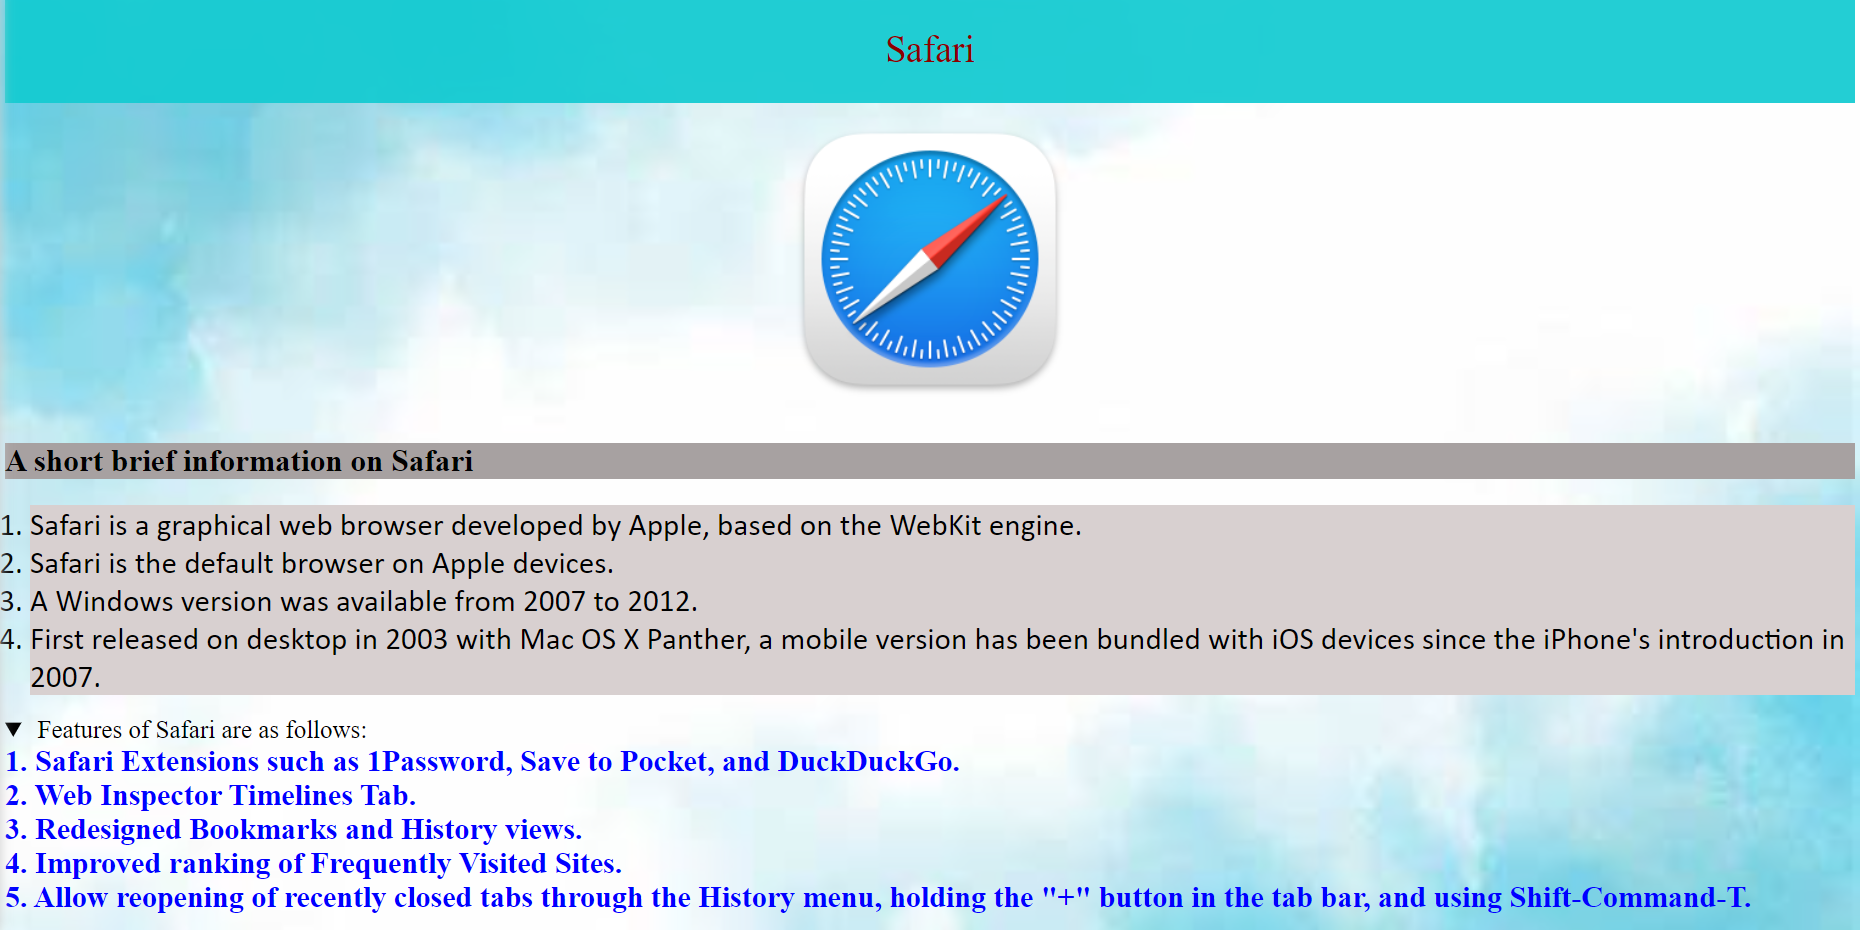 Safari
A short brief information on Safari
1. Safari is a graphical web browser developed by Apple, based on the WebKit engine.
2. Safari is the default browser on Apple devices.
3. A Windows version was available from 2007 to 2012.
4. First released on desktop in 2003 with Mac OS X Panther, a mobile version has been bundled with iOS devices since the iPhone's introduction in
2007.
Features of Safari are as follows:
1. Safari Extensions such as 1Password, Save to Pocket, and DuckDuckGo.
2. Web Inspector Timelines Tab.
3. Redesigned Bookmarks and History views.
4. Improved ranking of Frequently Visited Sites.
5. Allow reopening of recently closed tabs through the History menu, holding the "+" button in the tab bar, and using Shift-Command-T.